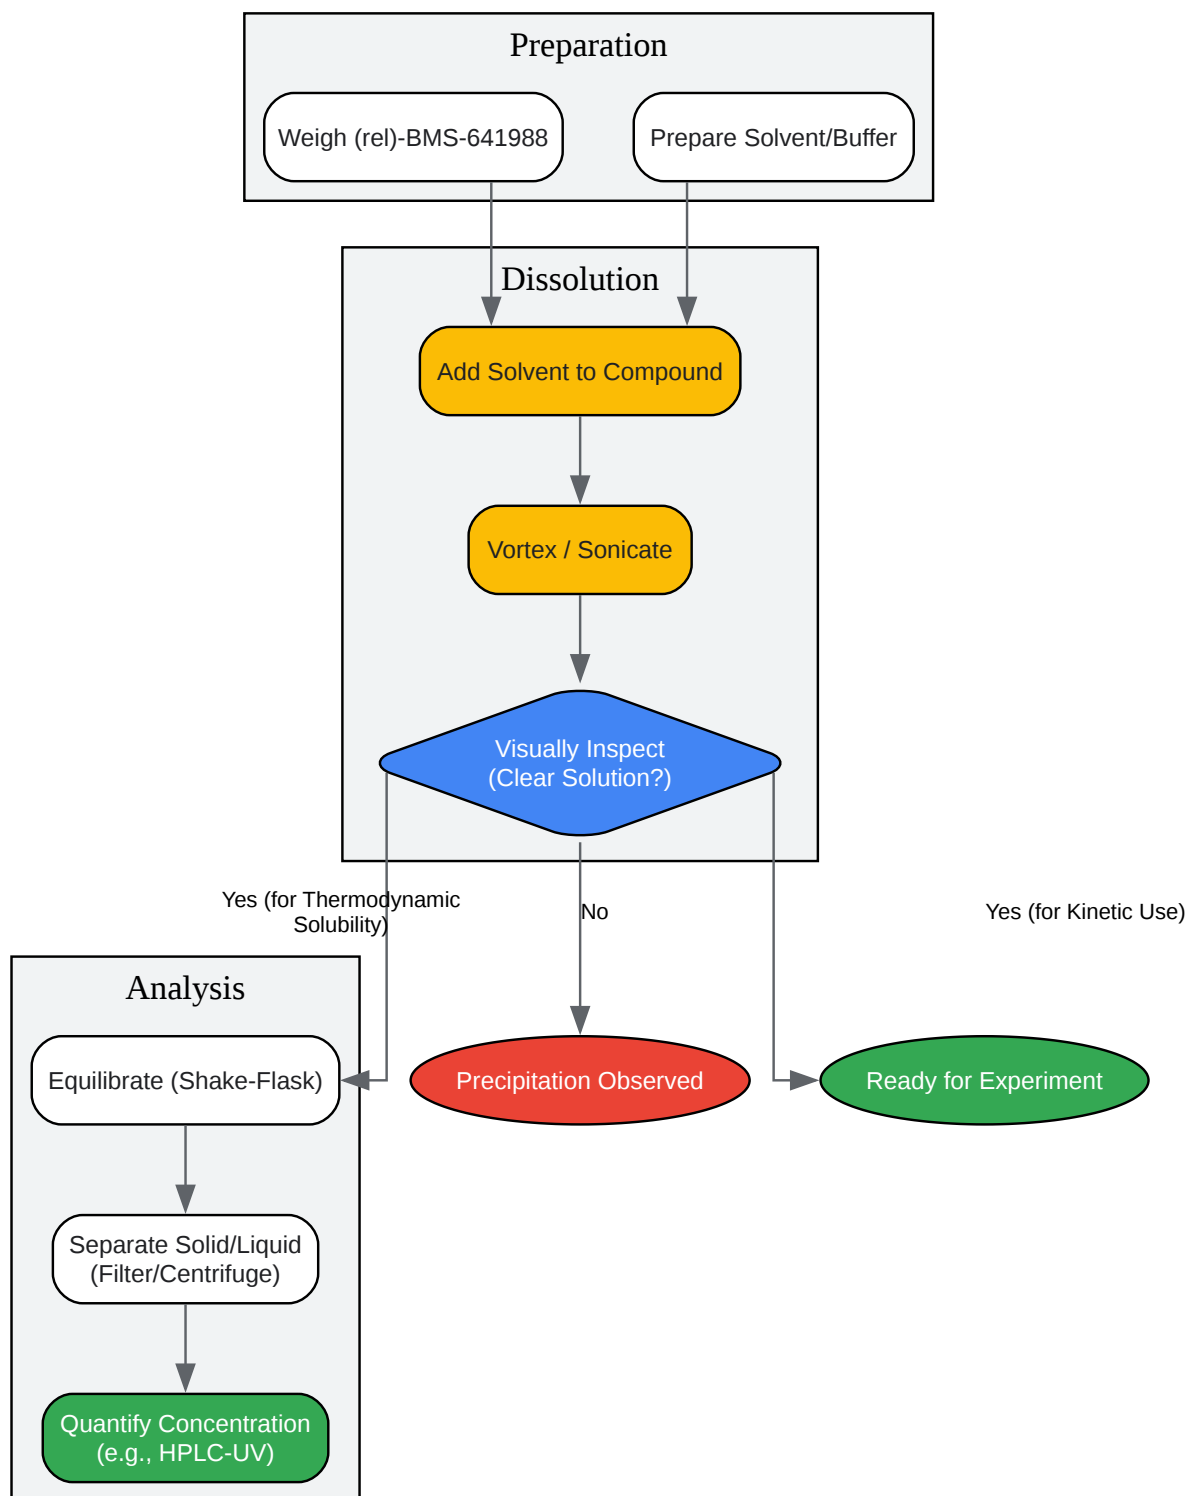 Preparation
Weigh (rel)-BMS-641988
Prepare Solvent/Buffer
Dissolution
Add Solvent to Compound
Vortex / Sonicate
Visually Inspect
(Clear Solution?)
Yes (for Thermodynamic
Solubility)
No
Yes (for Kinetic Use)
Analysis
Equilibrate (Shake-Flask)
Precipitation Observed
Ready for Experiment
Separate Solid/Liquid
(Filter/Centrifuge)
Quantify Concentration
(e.g., HPLC-UV)